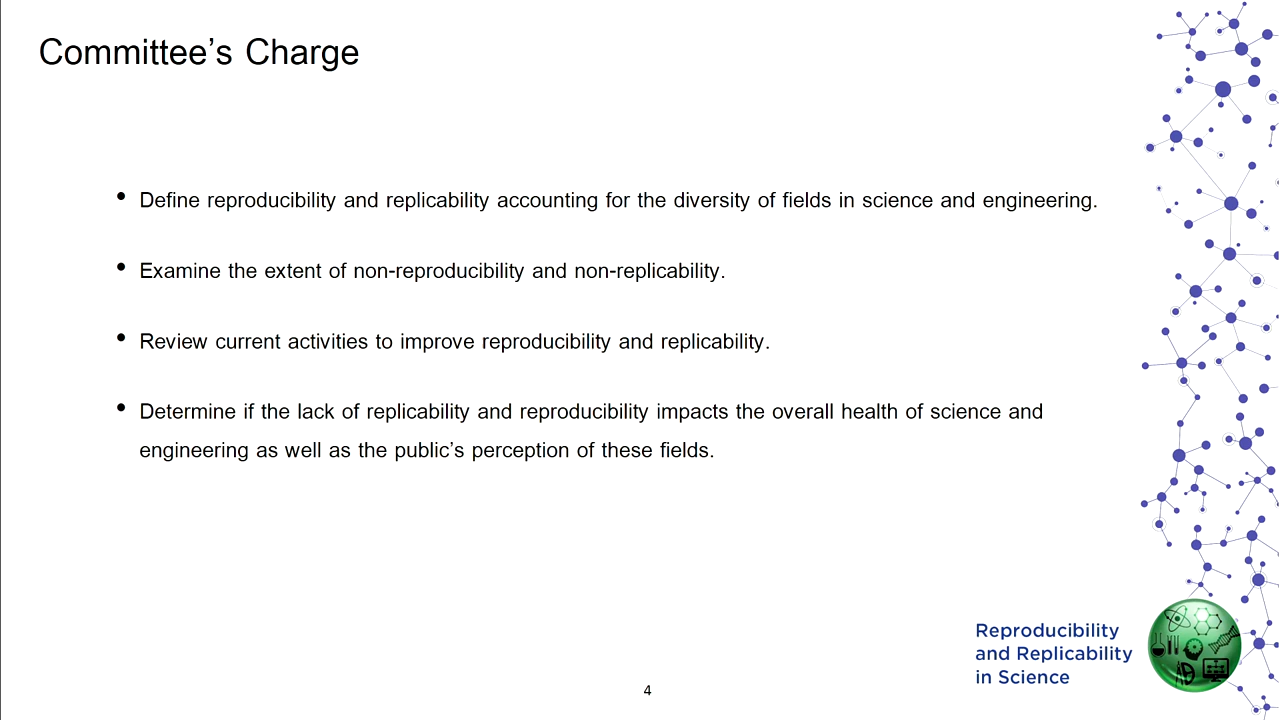 Committee’s Charge
• Define reproducibility and replicability accounting for the diversity of fields in science and engineering.
• Examine the extent of non-reproducibility and non-replicability.
• Review current activities to improve reproducibility and replicability.
• Determine if the lack of replicability and reproducibility impacts the overall health of science and
engineering as well as the public’s perception of these fields.
Reproducibility
and Replicability
in Science
4